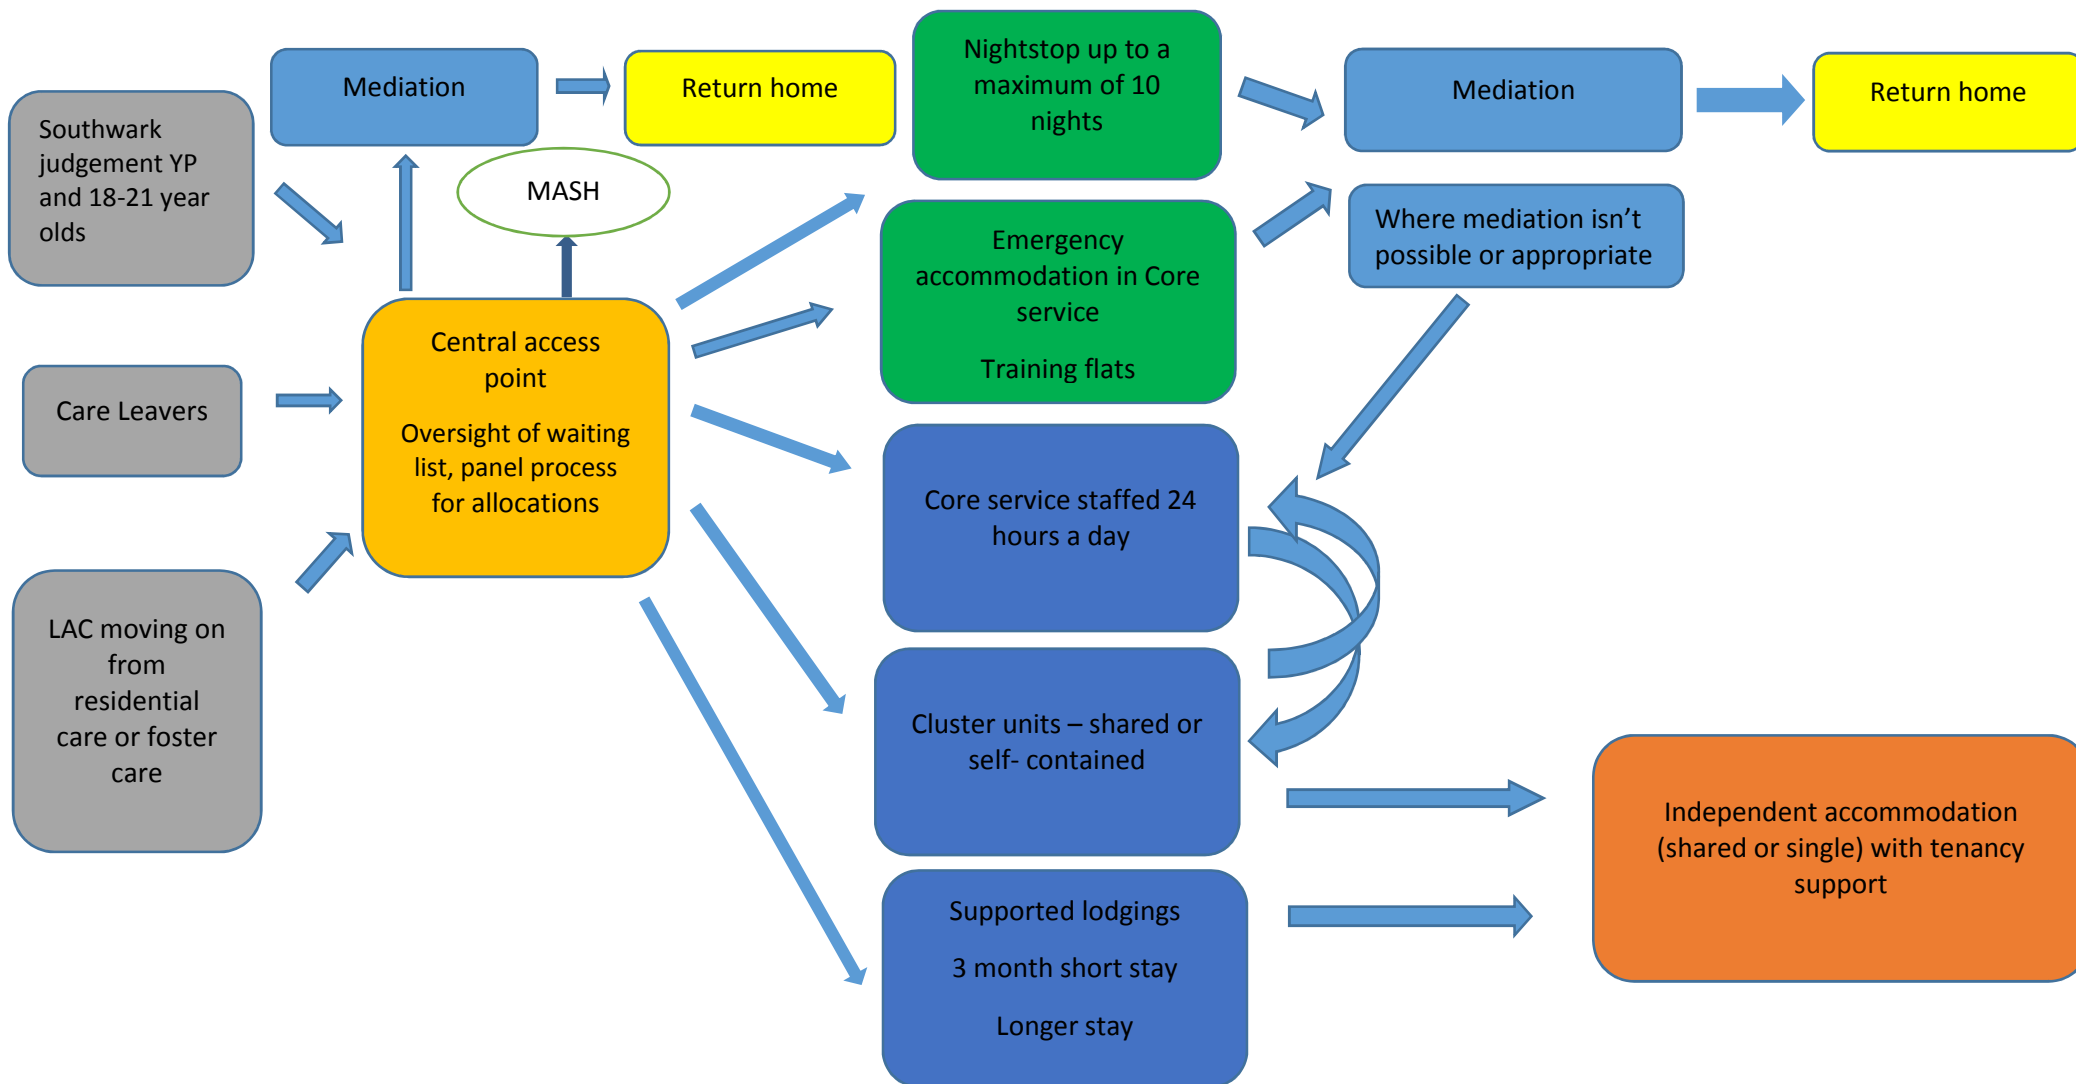 Southwark
judgement YP
and 18-21 year
olds
Mediation
Return home
MASH
Nightstop up to a
maximum of 10
nights
Mediation
Return home
Where mediation isn’t
possible or appropriate
Emergency
accommodation in Core
service
Training flats
Care Leavers
Central access
point
Oversight of waiting
list, panel process
for allocations
Core service staffed 24
hours a day
LAC moving on
from
residential
care or foster
care
Cluster units – shared or
self- contained
Independent accommodation
(shared or single) with tenancy
support
Supported lodgings
3 month short stay
Longer stay